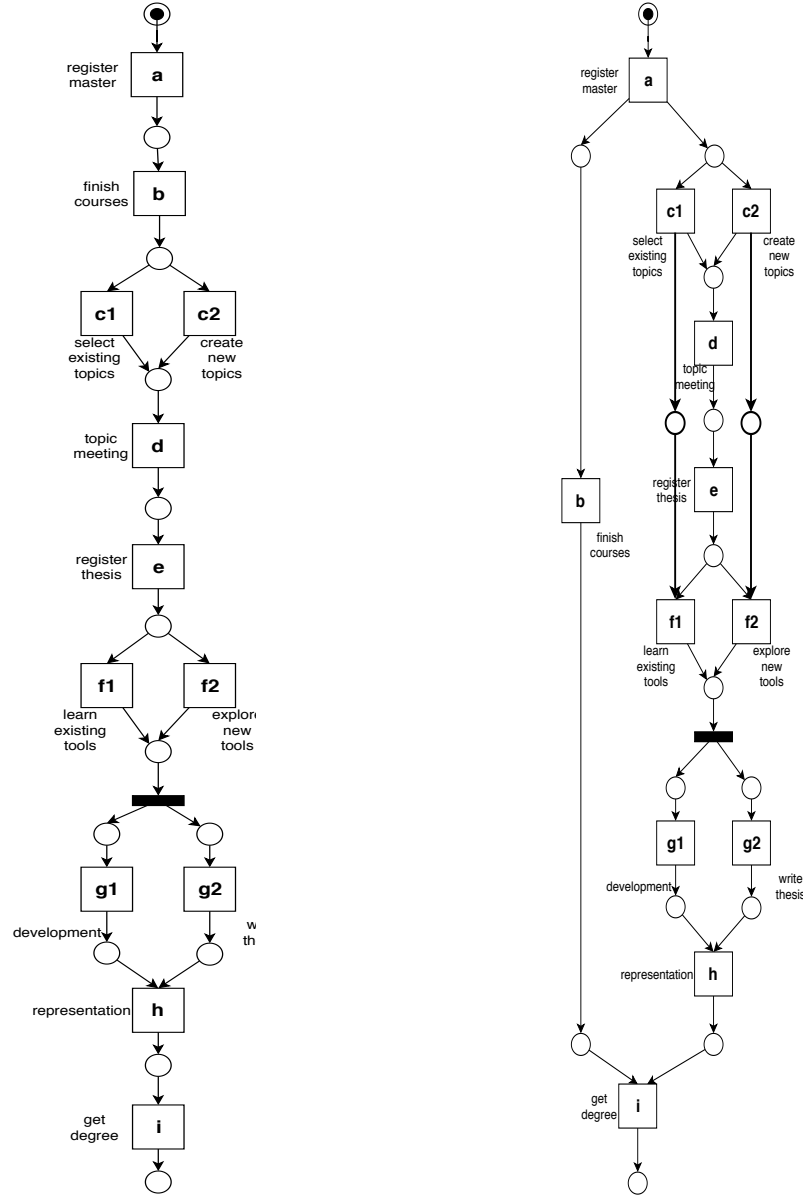 register
master
a
finish
courses
b
c1
c2
select
existing
topics
create
new
topics
topic
meeting
d
register
thesis
e
f1
f2
learn
existing
tools
explore
new
tools
g1
g2
development
representation
h
get
degree
i
register
master
a
c1
c2
select
existing
topics
create
new
topics
d
topic
meeting
b
finish
courses
register
thesis
e
f1
f2
learn
existing
tools
explore
new
tools
g1
g2
development
write
thesis
representation
h
get
degree
i